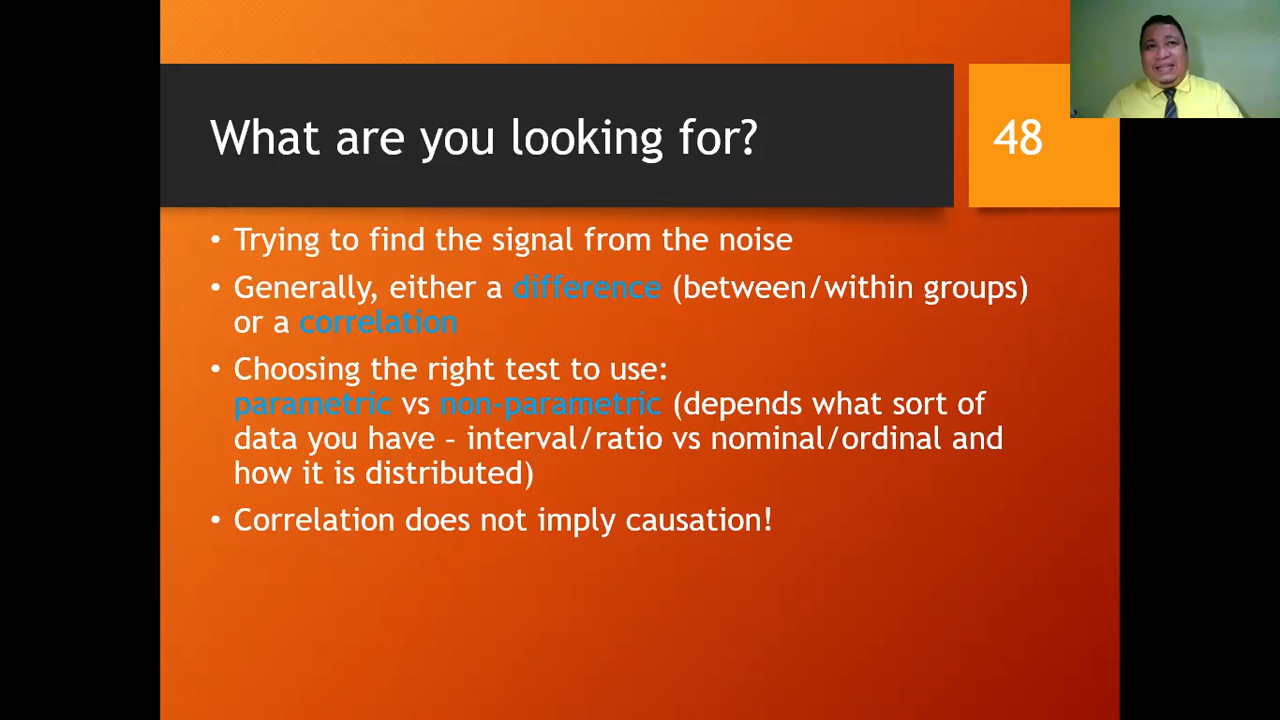 What are you looking for?
48
• Trying to find the signal from the noise
• Generally, either a difference (between/within groups)
or a correlation
• Choosing the right test to use:
parametric vs non-parametric (depends what sort of
data you have – interval/ratio vs nominal/ordinal and
how it is distributed)
• Correlation does not imply causation!